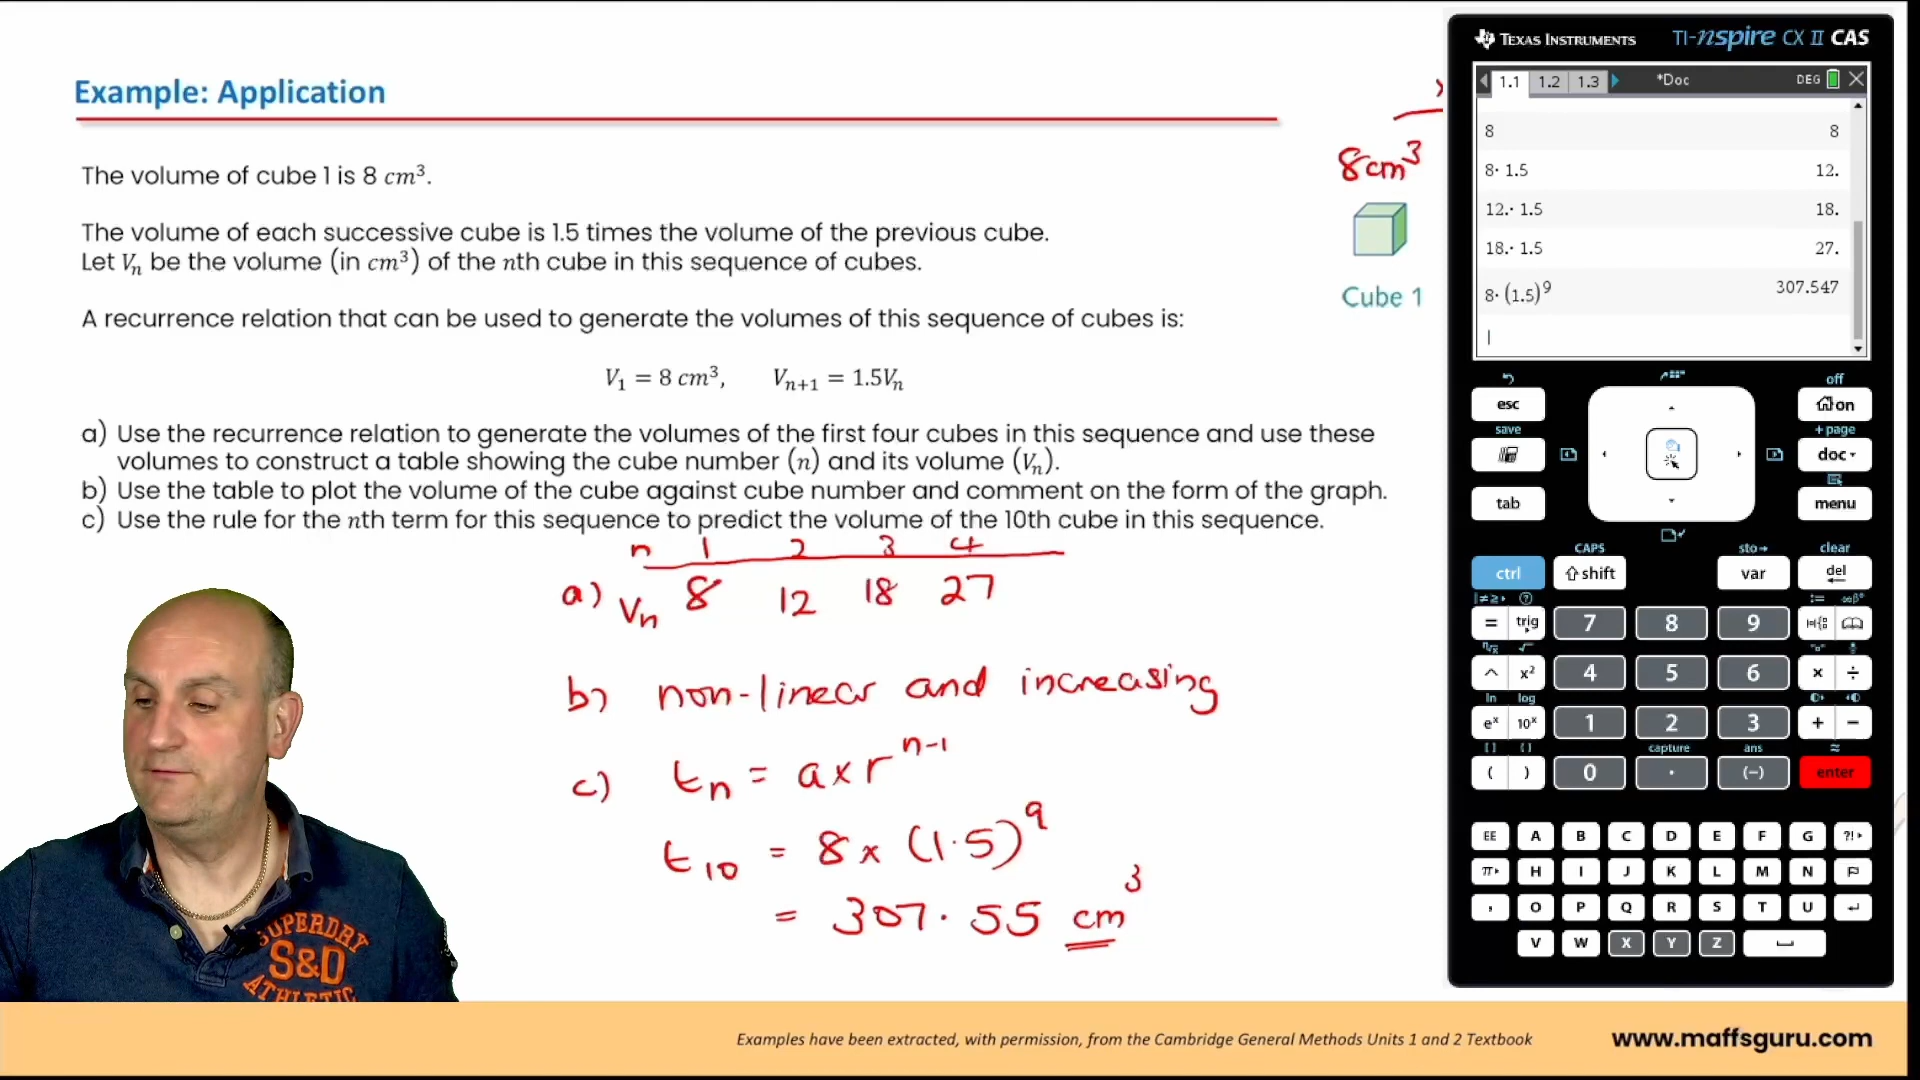 Example: Application
The volume of cube 1 is 8 cm³.
The volume of each successive cube is 1.5 times the volume of the previous cube.
Let Vₙ be the volume (in cm³) of the nth cube in this sequence of cubes.
A recurrence relation that can be used to generate the volumes of this sequence of cubes is:
V₁ = 8 cm³, Vₙ₊₁ = 1.5Vₙ
a) Use the recurrence relation to generate the volumes of the first four cubes in this sequence and use these
volumes to construct a table showing the cube number (n) and its volume (Vₙ).
b) Use the table to plot the volume of the cube against cube number and comment on the form of the graph.
c) Use the rule for the nth term for this sequence to predict the volume of the 10th cube in this sequence.
n 1 2 3 4
a) Vₙ 8 12 18 27
b) non-linear and increasing
c) tₙ = a x rⁿ⁻¹
t₁₀ = 8 x (1.5)⁹
= 307.55 cm³
8cm³
Cube 1
SUPERDRY
S&D
ATHLETIC
Examples have been extracted, with permission, from the Cambridge General Methods Units 1 and 2 Textbook
www.maffsguru.com
TEXAS INSTRUMENTS TI-nspire CX II CAS
1.1 1.2 1.3 *Doc DEG
8 8
8· 1.5 12.
12.· 1.5 18.
18.· 1.5 27.
8· (1.5)⁹ 307.547
off
esc on
save + page
doc
tab menu
CAPS sto→ clear
ctrl shift var del
= trig 7 8 9
^ x² 4 5 6 × ÷
ln log
eˣ 10ˣ 1 2 3 + −
capture ans ≈
( ) 0 . (−) enter
EE A B C D E F G ?!
π H I J K L M N
, O P Q R S T U
V W X Y Z